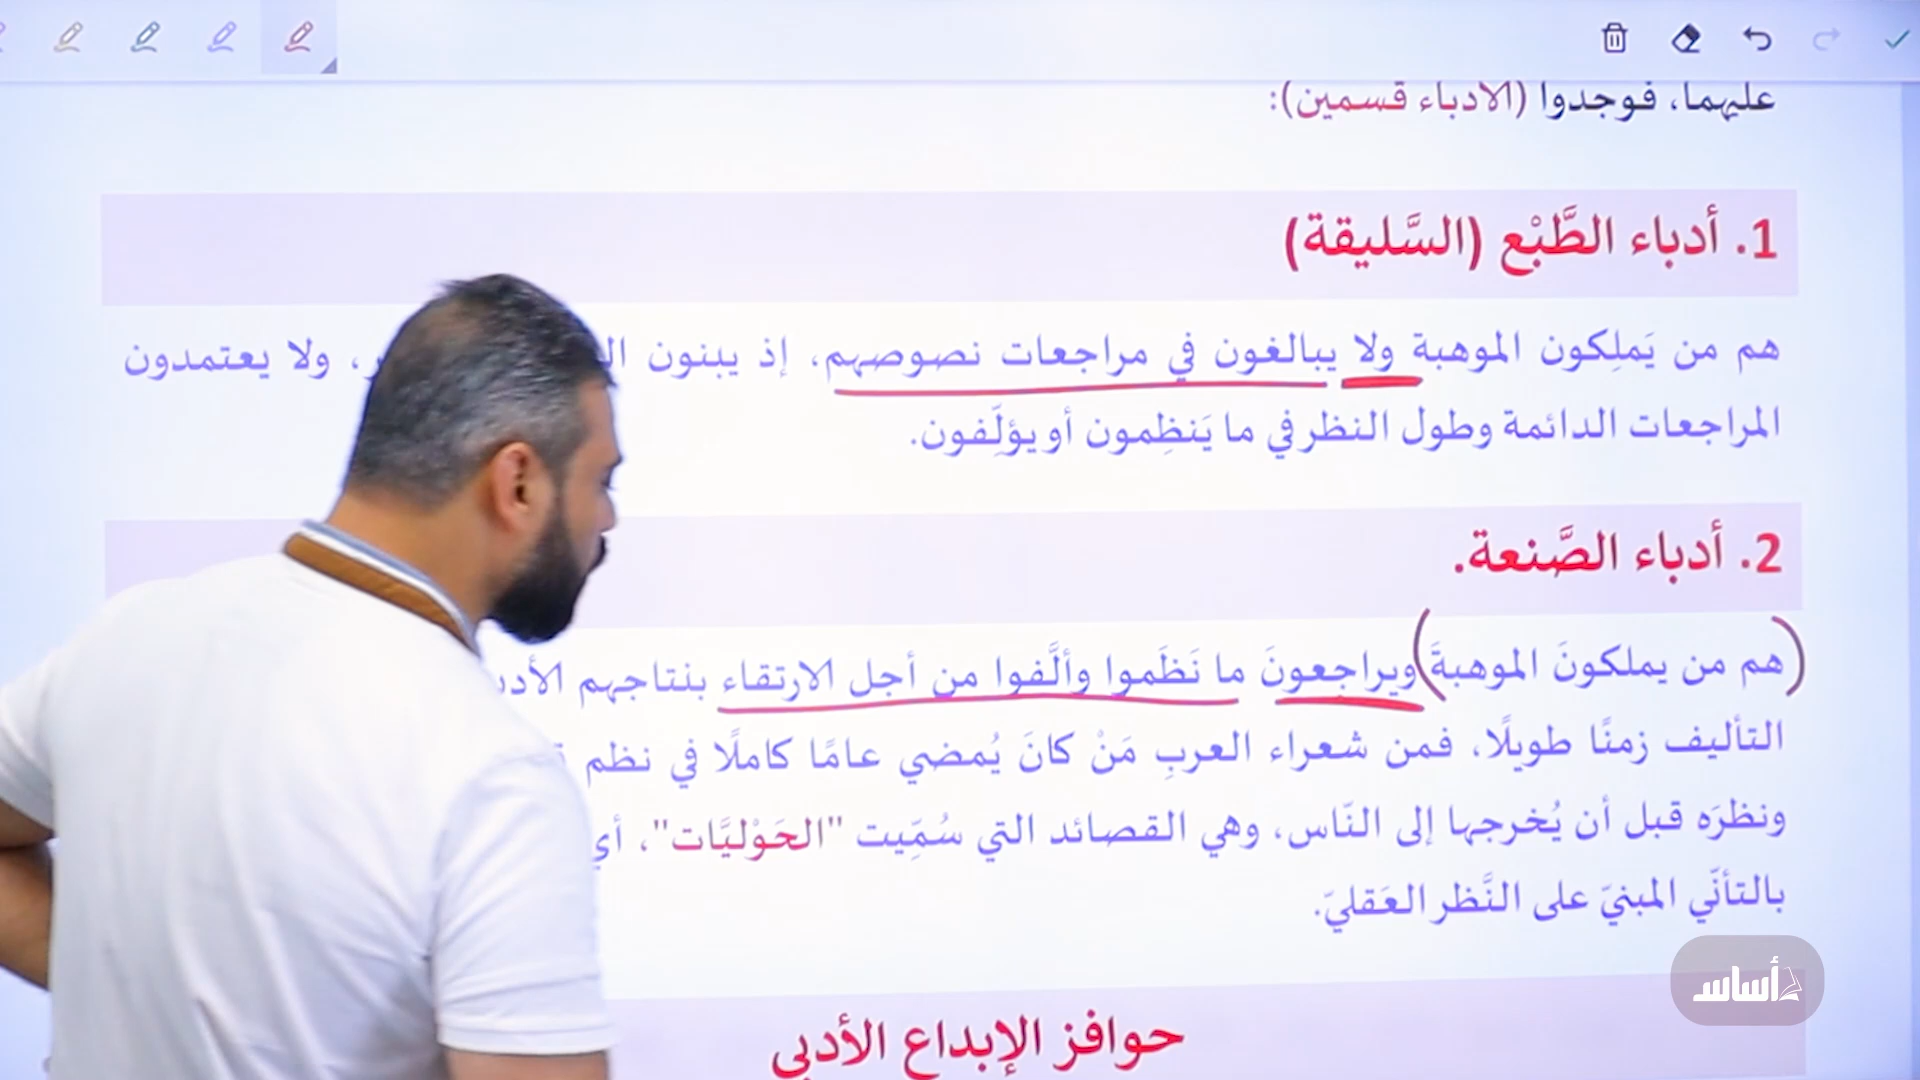 عليهما، فوجدوا (الادباء قسمين):
1. أدباء الطَّبْع (السَّليقة)
هم من يَملِكون الموهبة ولا يبالغون في مراجعات نصوصهم، إذ يبنون ولا يعتمدون
المراجعات الدائمة وطول النظر في ما يَنظِمون أو يؤلِّفون.
2. أدباء الصَّنعة.
(هم من يملكونَ الموهبةَ) ويراجعونَ ما نَظَموا وألَّفوا من أجل الارتقاء بنتاجهم
التأليف زمنًا طويلًا، فمن شعراء العربِ مَنْ كانَ يُمضي عامًا كاملًا في نظم
ونظرَه قبل أن يُخرجها إلى النّاس، وهي القصائد التي سُمِّيت "الحَوْليَّات"، أي
بالتأنّي المبنيّ على النَّظر العَقليّ.
أساس
حوافز الإبداع الأدبي